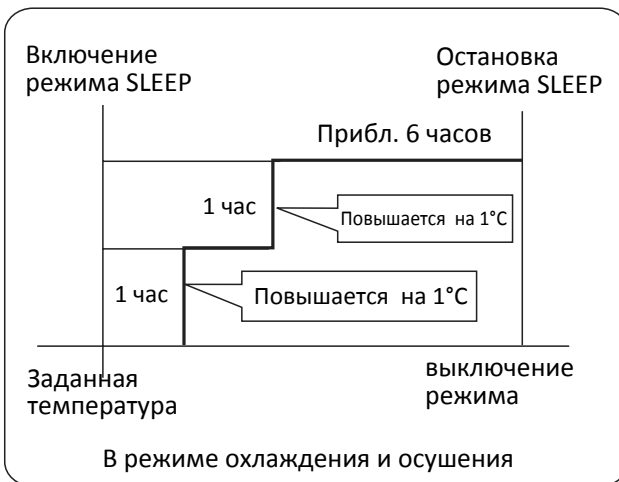 Включение
режима SLEEP
Остановка
режима SLEEP
Прибл. 6 часов
1 час
Повышается на 1°C
1 час
Повышается на 1°C
Заданная
температура
выключение
режима
В режиме охлаждения и осушения